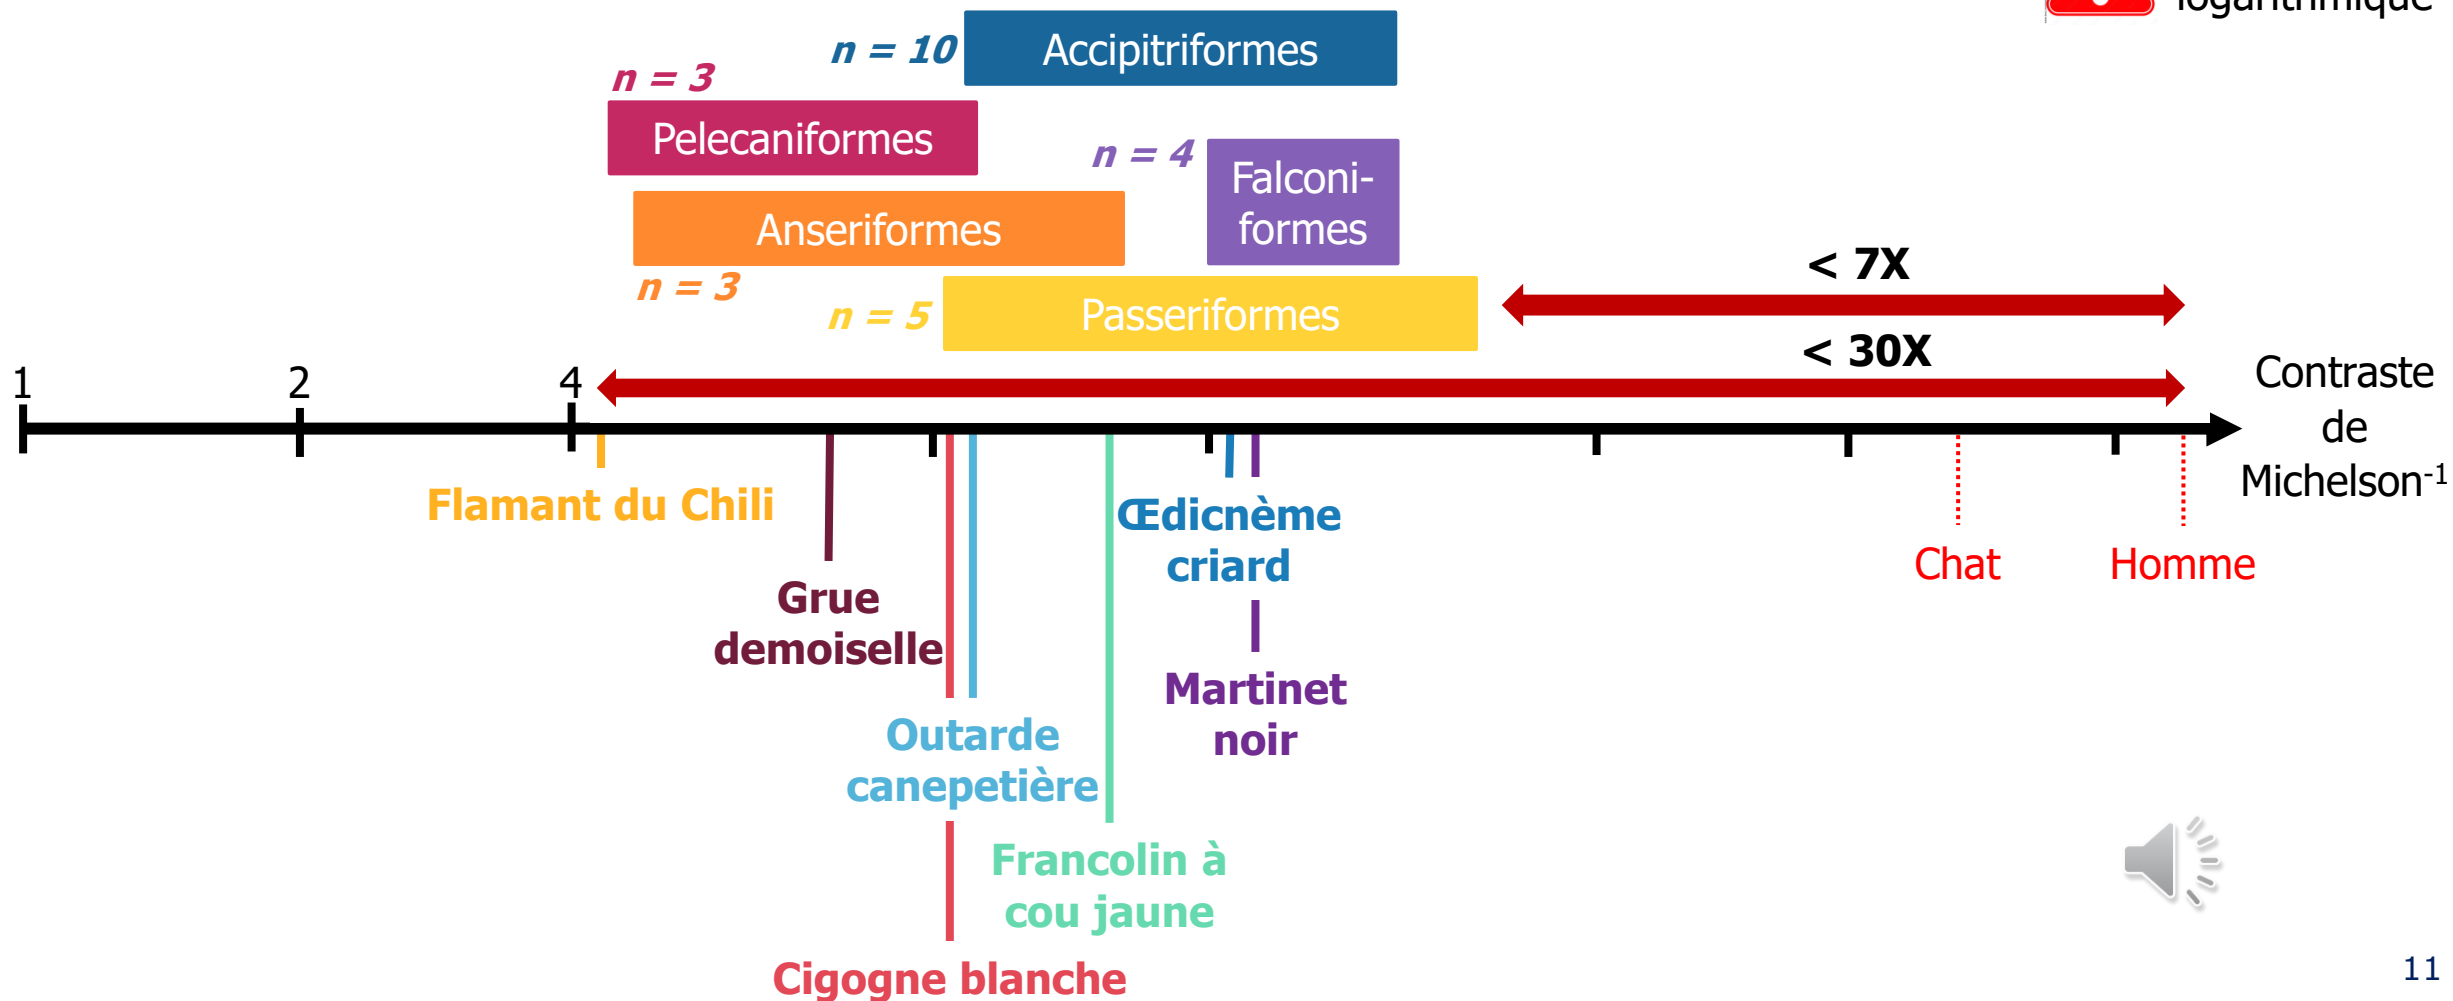 logarithmique
n = 10
Accipitriformes
n = 3
Pelecaniformes
n = 4
Falconi-
formes
Anseriformes
n = 3
n = 5
Passeriformes
< 7X
< 30X
1
2
4
Contraste
de
Michelson-1
Flamant du Chili
Grue
demoiselle
Œdicnème
criard
Chat
Homme
Martinet
noir
Outarde
canepetière
Francolin à
cou jaune
Cigogne blanche
11